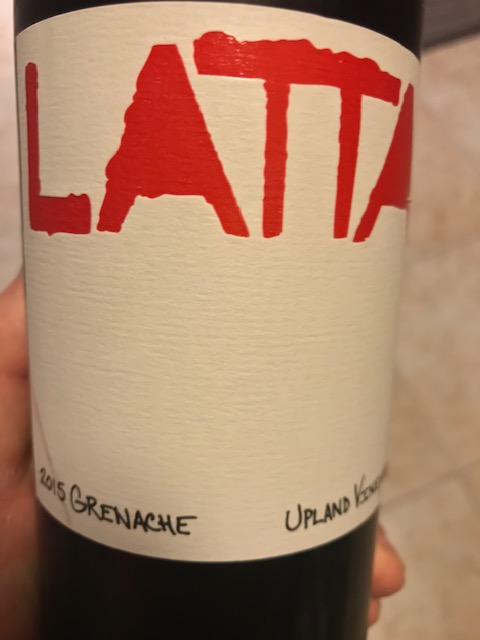 LATTA
2015 GRENACHE
UPLAND